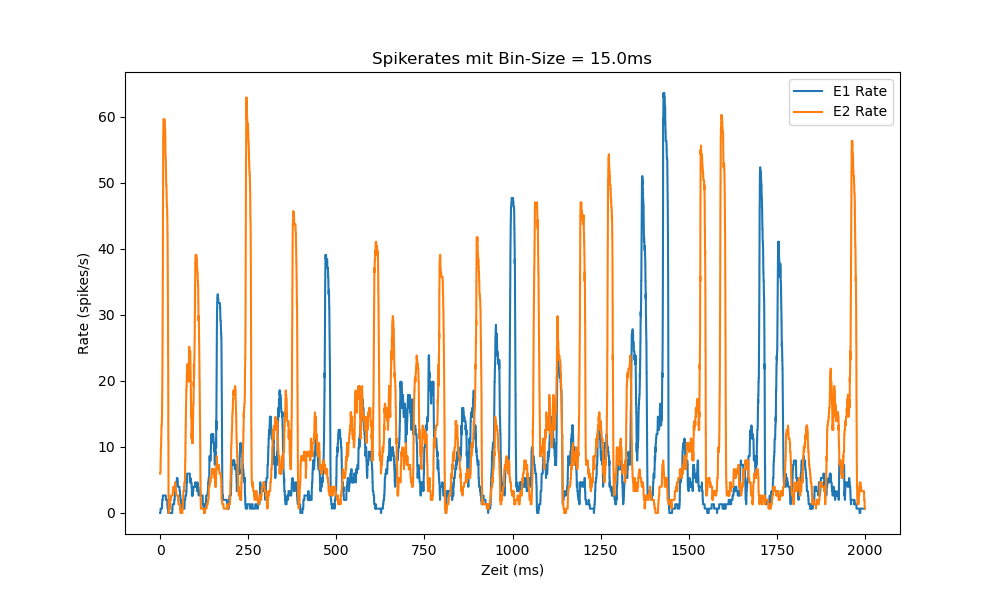 Spikerates mit Bin-Size = 15.0ms
E1 Rate
E2 Rate
Rate (spikes/s)
60
50
40
30
20
10
0
0 250 500 750 1000 1250 1500 1750 2000
Zeit (ms)